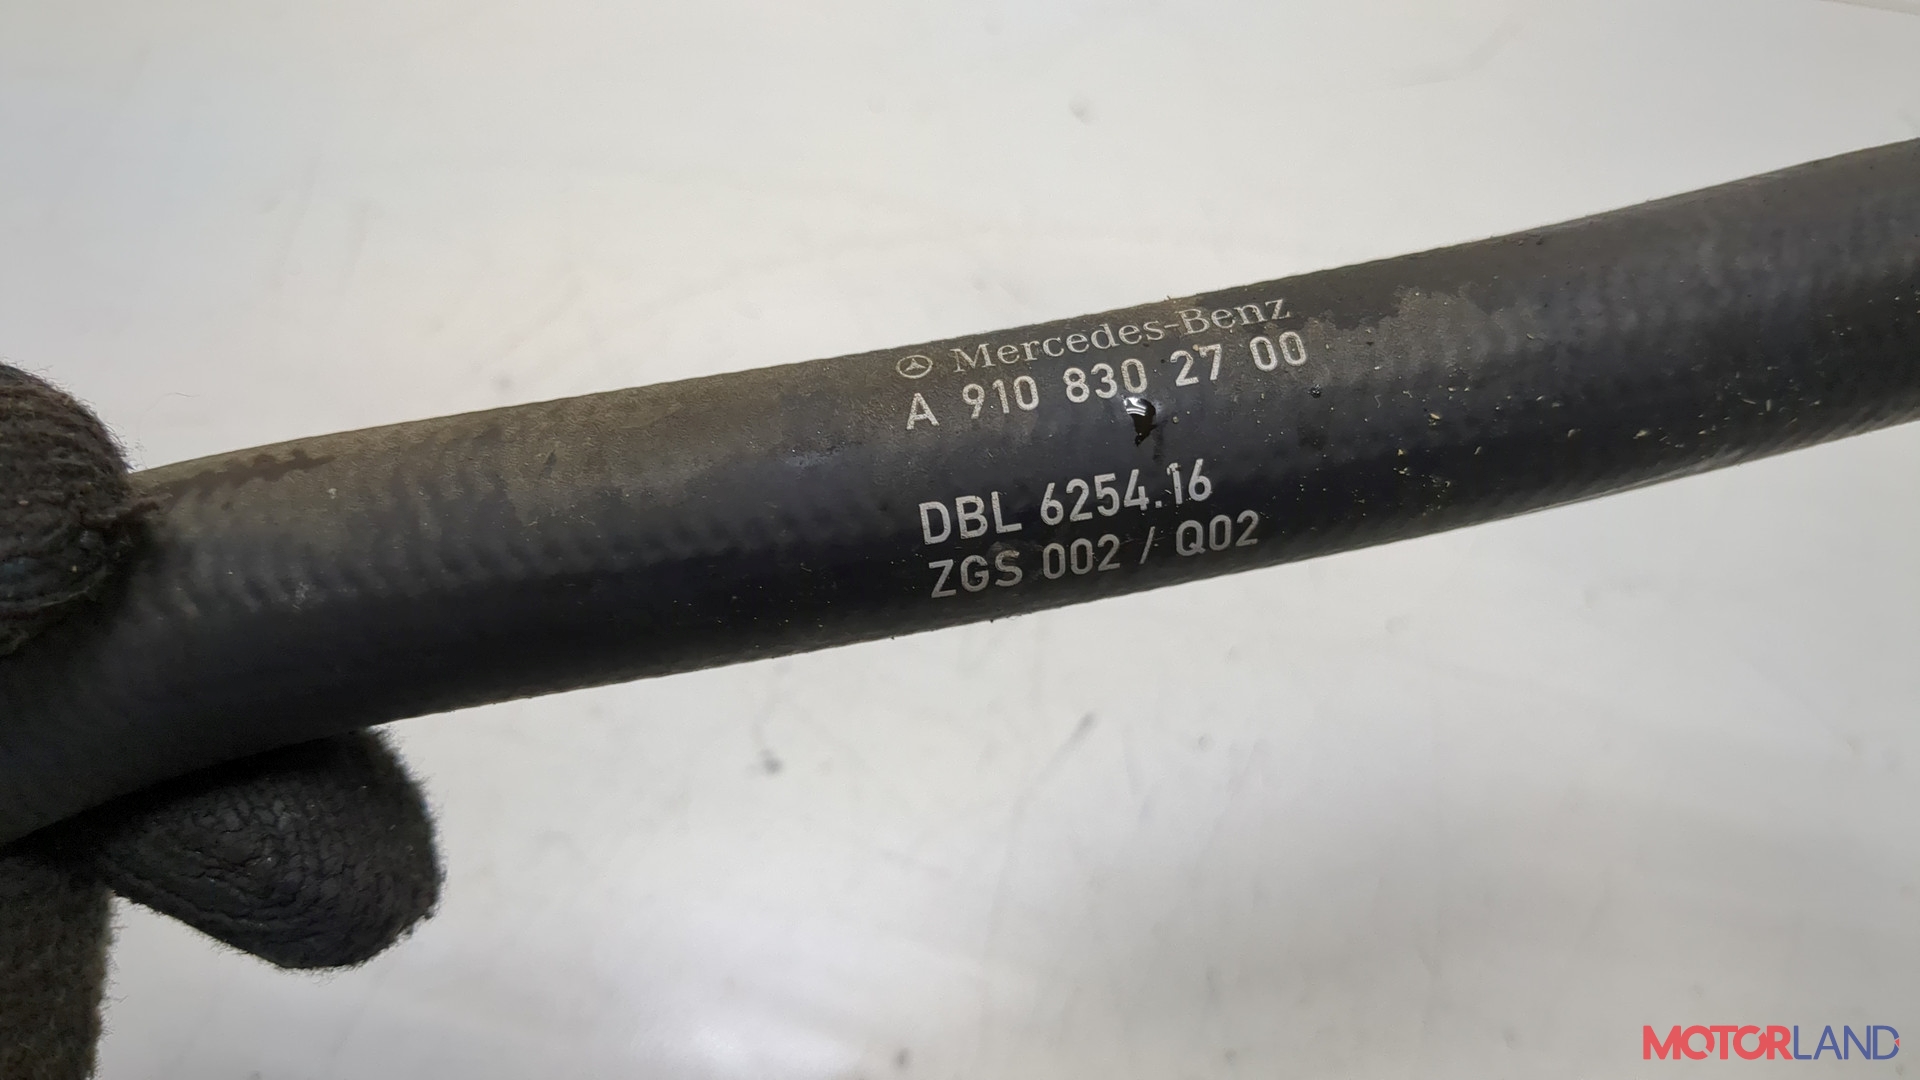 Mercedes-Benz
A 910 830 27 00
DBL 6254.16
ZGS 002 / Q02
MOTORLAND